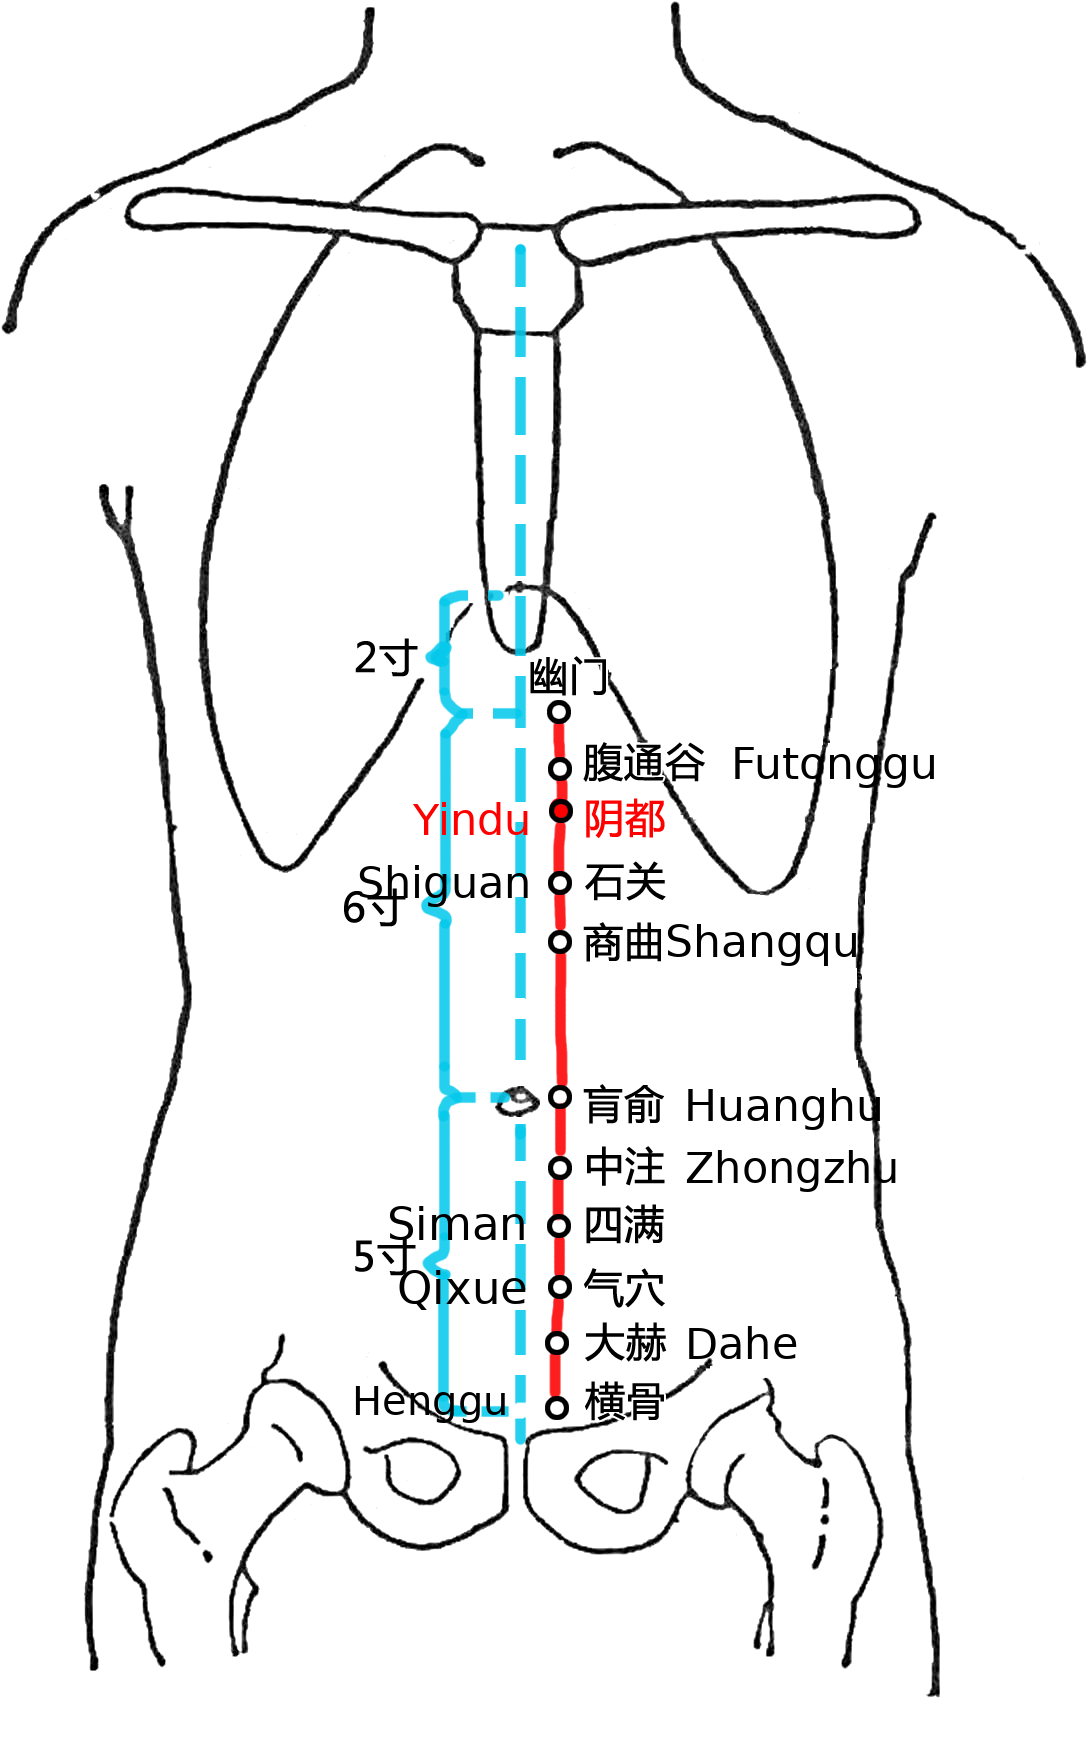 2寸
幽门
腹通谷 Futonggu
Yindu 阴都
Shiguan 石关
6寸
商曲Shangqu
肓俞 Huanghu
中注 Zhongzhu
Siman 四满
5寸
Qixue 气穴
大赫 Dahe
Henggu 横骨